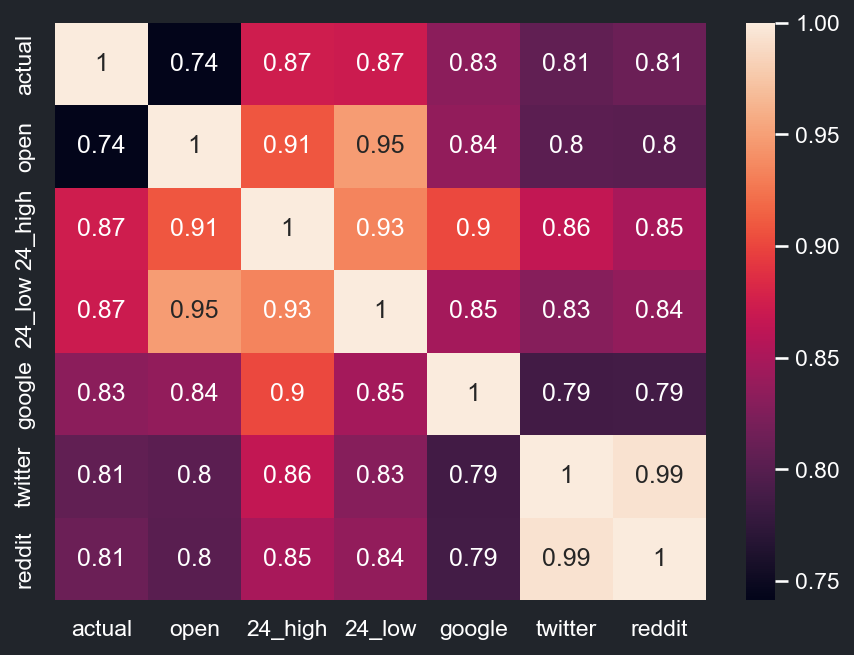 actual 1 0.74 0.87 0.87 0.83 0.81 0.81
open 0.74 1 0.91 0.95 0.84 0.8 0.8
24_high 0.87 0.91 1 0.93 0.9 0.86 0.85
24_low 0.87 0.95 0.93 1 0.85 0.83 0.84
google 0.83 0.84 0.9 0.85 1 0.79 0.79
twitter 0.81 0.8 0.86 0.83 0.79 1 0.99
reddit 0.81 0.8 0.85 0.84 0.79 0.99 1
actual open 24_high 24_low google twitter reddit
1.00
0.95
0.90
0.85
0.80
0.75